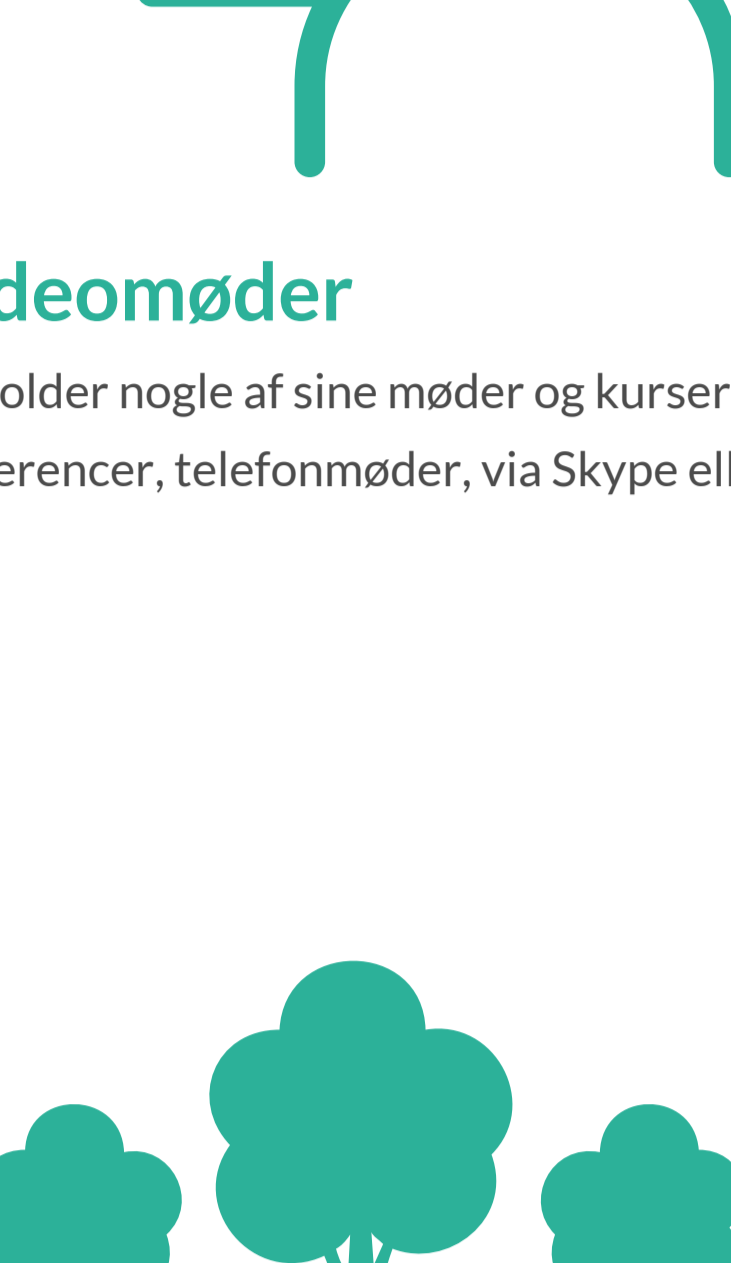 deomøder
older nogle af sine møder og kurser
erencer, telefonmøder, via Skype ell